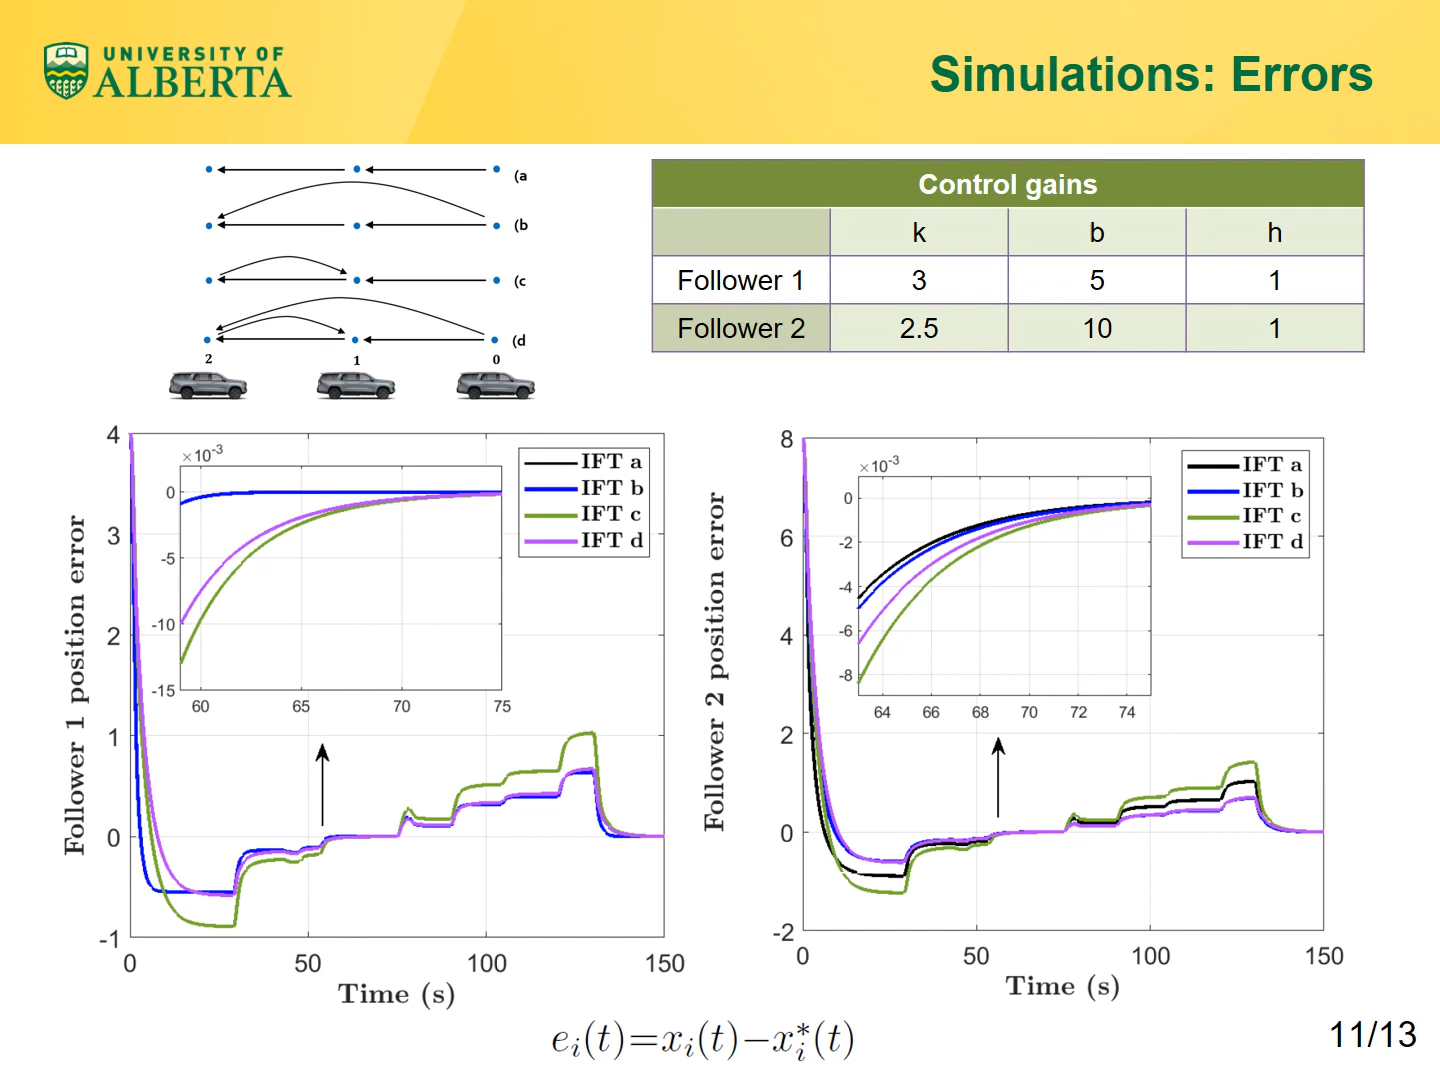 UNIVERSITY OF
ALBERTA
Simulations: Errors
(a
(b
(c
(d
2 1 0
Control gains
k b h
Follower 1 3 5 1
Follower 2 2.5 10 1
4
3
2
1
0
-1
0 50 100 150
Follower 1 position error
Time (s)
×10⁻³
0
-5
-10
-15
60 65 70 75
IFT a
IFT b
IFT c
IFT d
8
6
4
2
0
-2
0 50 100 150
Follower 2 position error
Time (s)
×10⁻³
0
-2
-4
-6
-8
64 66 68 70 72 74
IFT a
IFT b
IFT c
IFT d
e_i(t)=x_i(t)−x_i^*(t)
11/13